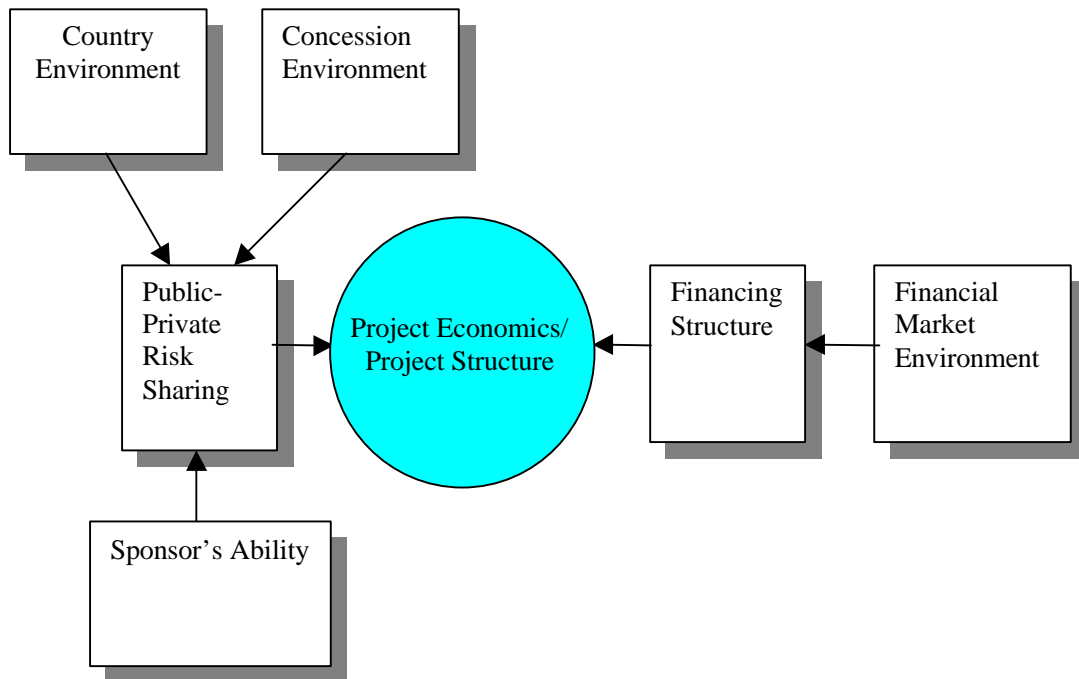 Country
Environment
Concession
Environment
Public-
Private
Risk
Sharing
Project Economics/
Project Structure
Financing
Structure
Financial
Market
Environment
Sponsor’s Ability